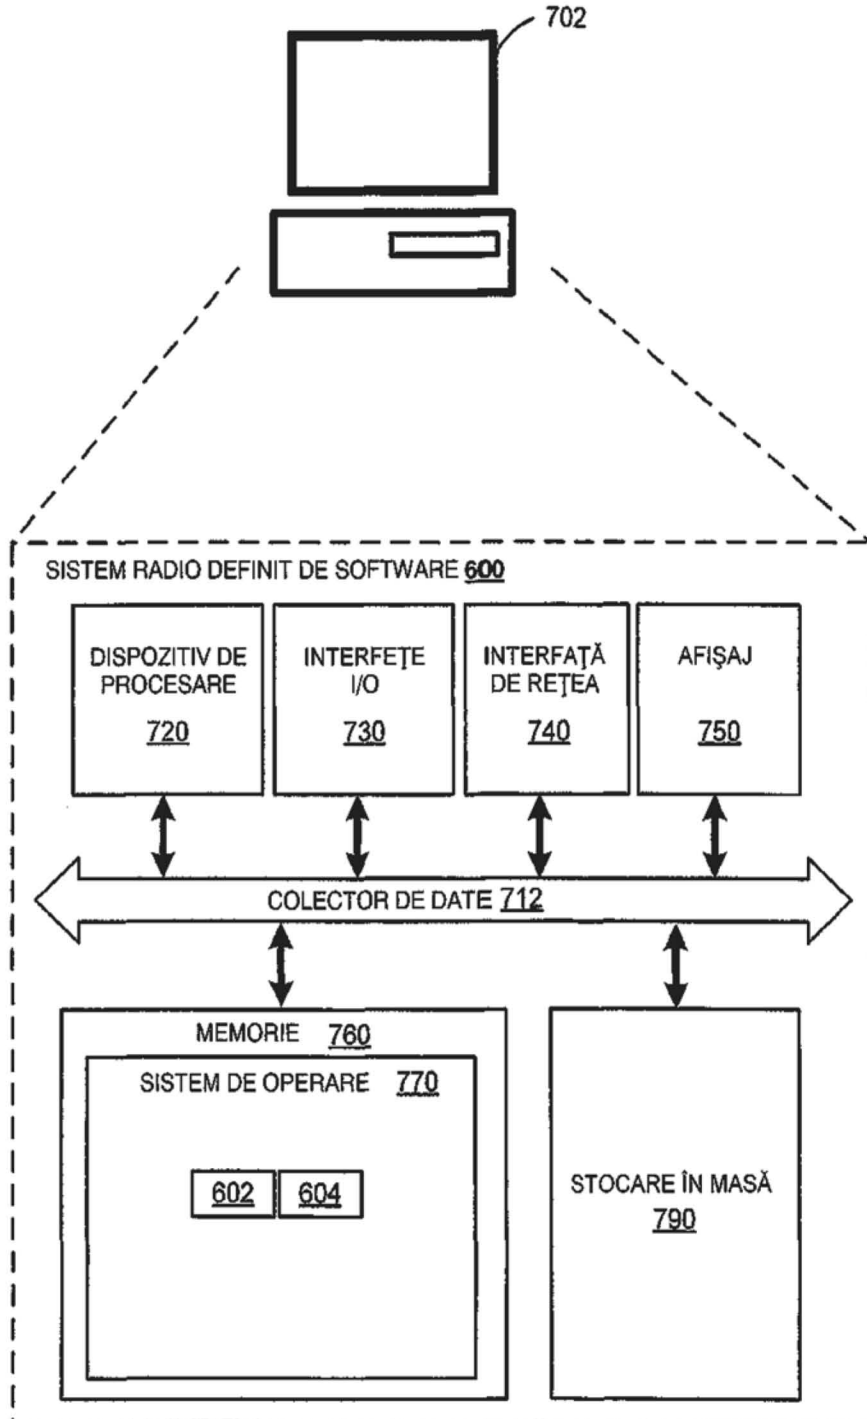 702
SISTEM RADIO DEFINIT DE SOFTWARE 600
DISPOZITIV DE
PROCESARE
720
INTERFEŢE
I/O
730
INTERFAŢĂ
DE REŢEA
740
AFIŞAJ
750
COLECTOR DE DATE 712
MEMORIE 760
SISTEM DE OPERARE 770
602
604
STOCARE ÎN MASĂ
790